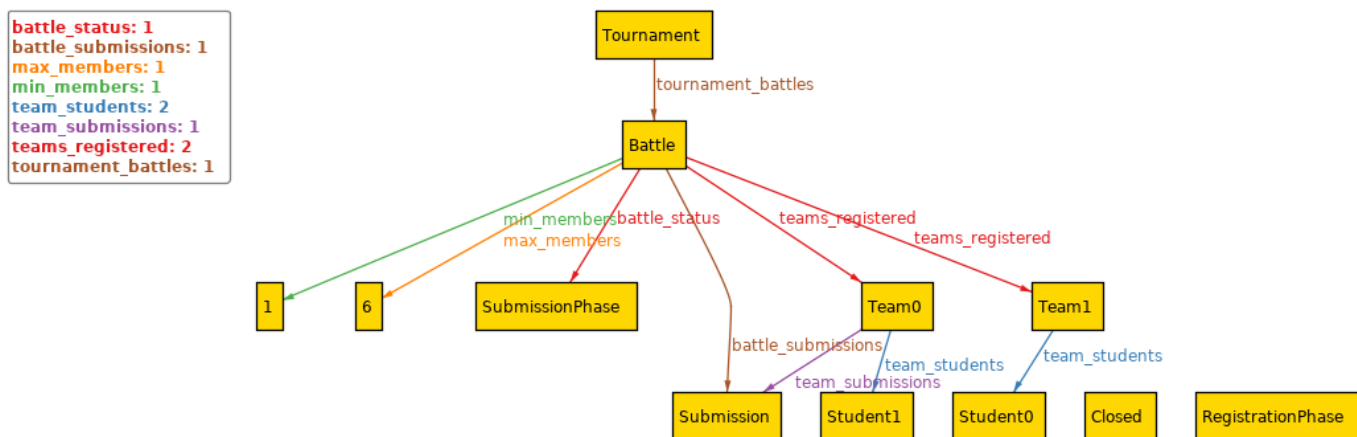 battle_status: 1
battle_submissions: 1
max_members: 1
min_members: 1
team_students: 2
team_submissions: 1
teams_registered: 2
tournament_battles: 1
Tournament
tournament_battles
Battle
min_members
battle_status
teams_registered
max_members
teams_registered
1
6
SubmissionPhase
Team0
Team1
battle_submissions
team_students
team_students
team_submissions
Submission
Student1
Student0
Closed
RegistrationPhase